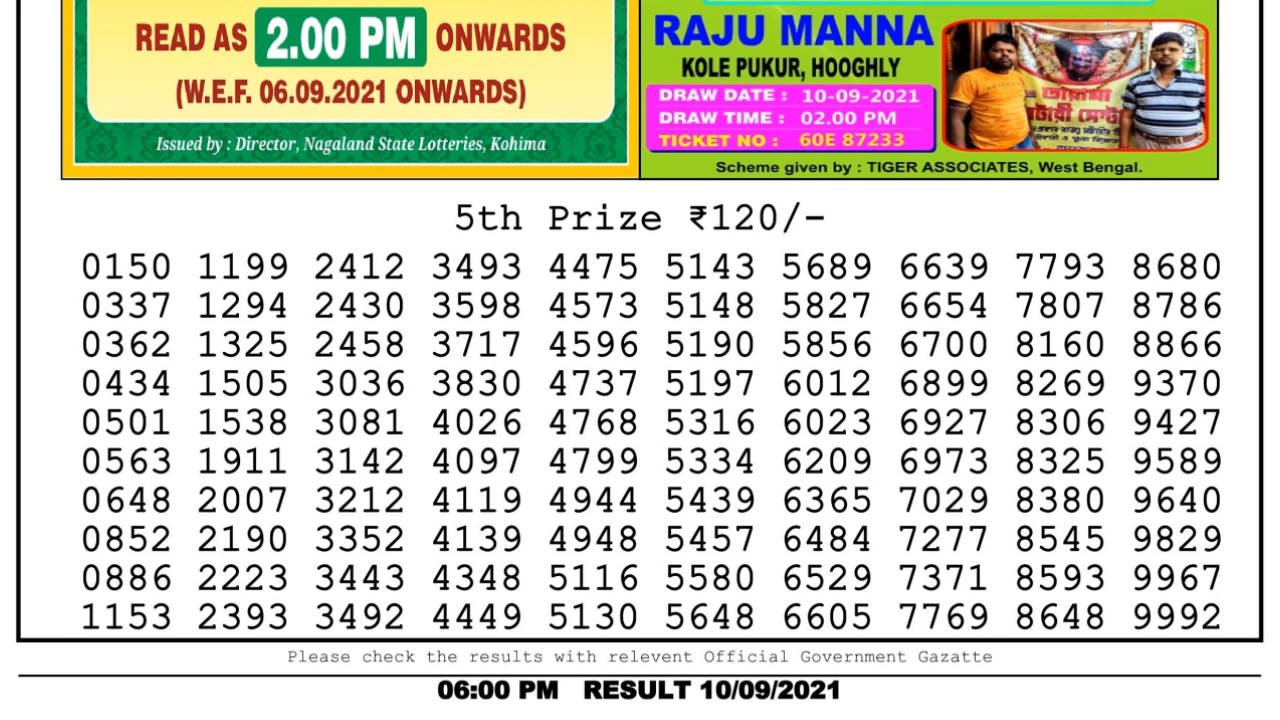 READ AS 2.00 PM ONWARDS
(W.E.F. 06.09.2021 ONWARDS)
Issued by : Director, Nagaland State Lotteries, Kohima
RAJU MANNA
KOLE PUKUR, HOOGHLY
DRAW DATE : 10-09-2021
DRAW TIME : 02.00 PM
TICKET NO : 60E 87233
Scheme given by : TIGER ASSOCIATES, West Bengal.
5th Prize ₹120/-
0150 1199 2412 3493 4475 5143 5689 6639 7793 8680
0337 1294 2430 3598 4573 5148 5827 6654 7807 8786
0362 1325 2458 3717 4596 5190 5856 6700 8160 8866
0434 1505 3036 3830 4737 5197 6012 6899 8269 9370
0501 1538 3081 4026 4768 5316 6023 6927 8306 9427
0563 1911 3142 4097 4799 5334 6209 6973 8325 9589
0648 2007 3212 4119 4944 5439 6365 7029 8380 9640
0852 2190 3352 4139 4948 5457 6484 7277 8545 9829
0886 2223 3443 4348 5116 5580 6529 7371 8593 9967
1153 2393 3492 4449 5130 5648 6605 7769 8648 9992
Please check the results with relevent Official Government Gazatte
06:00 PM RESULT 10/09/2021